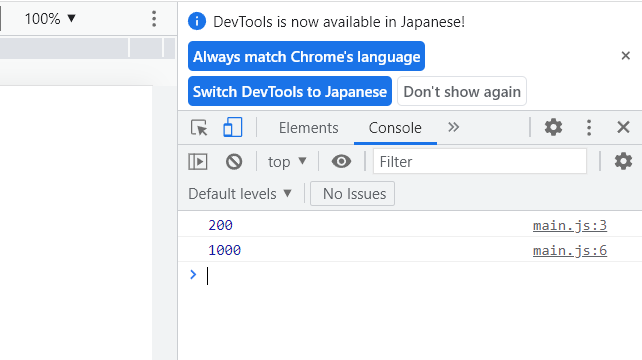 100% ▼
DevTools is now available in Japanese!
Always match Chrome's language
Switch DevTools to Japanese Don't show again
Elements Console
top ▼ Filter
Default levels ▼ No Issues
200 main.js:3
1000 main.js:6